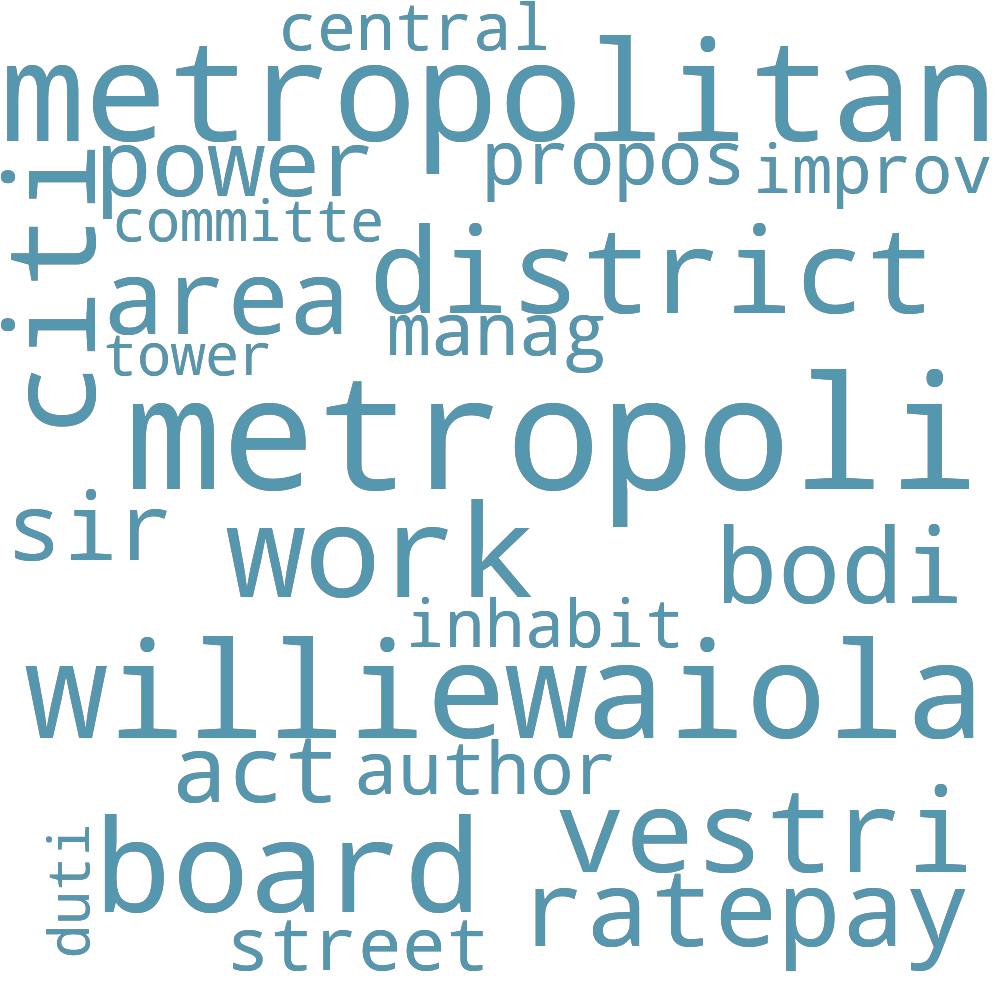 central
metropolitan
power
propos
improv
citi
committe
area
district
manag
tower
metropoli
sir
work
bodi
inhabit
williewaiola
act
author
vestri
board
duti
ratepay
street